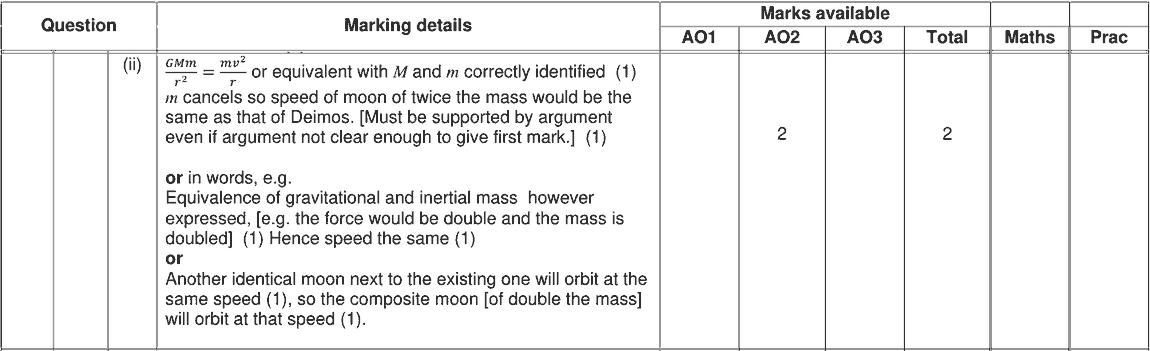 Question Marking details Marks available
AO1 AO2 AO3 Total Maths Prac
(ii) GMm/r² = mv²/r or equivalent with M and m correctly identified (1)
m cancels so speed of moon of twice the mass would be the
same as that of Deimos. [Must be supported by argument
even if argument not clear enough to give first mark.] (1) 2 2
or in words, e.g.
Equivalence of gravitational and inertial mass however
expressed, [e.g. the force would be double and the mass is
doubled] (1) Hence speed the same (1)
or
Another identical moon next to the existing one will orbit at the
same speed (1), so the composite moon [of double the mass]
will orbit at that speed (1).